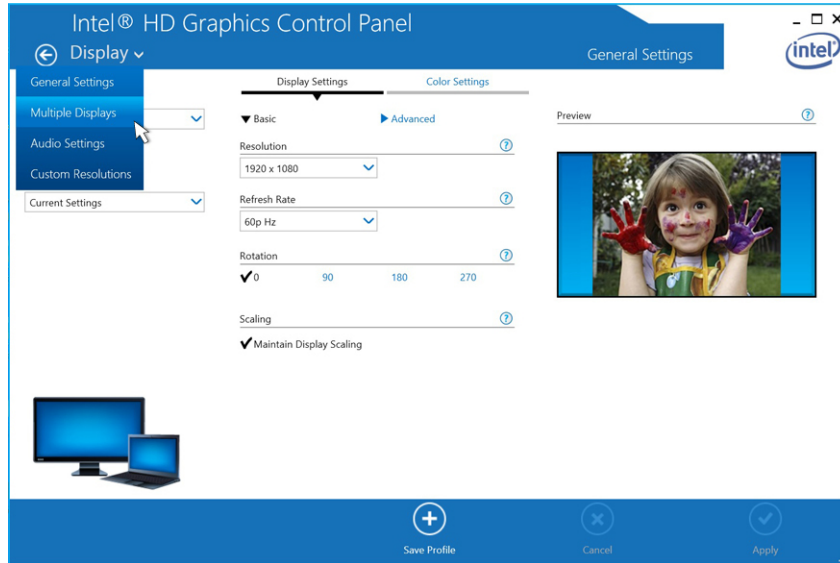 Intel® HD Graphics Control Panel
Display
General Settings
intel
General Settings
Multiple Displays
Audio Settings
Custom Resolutions
Current Settings
Display Settings
Color Settings
Basic
Advanced
Resolution
?
1920 x 1080
Refresh Rate
?
60p Hz
Rotation
?
0 90 180 270
Scaling
?
Maintain Display Scaling
Preview
?
Save Profile
Cancel
Apply